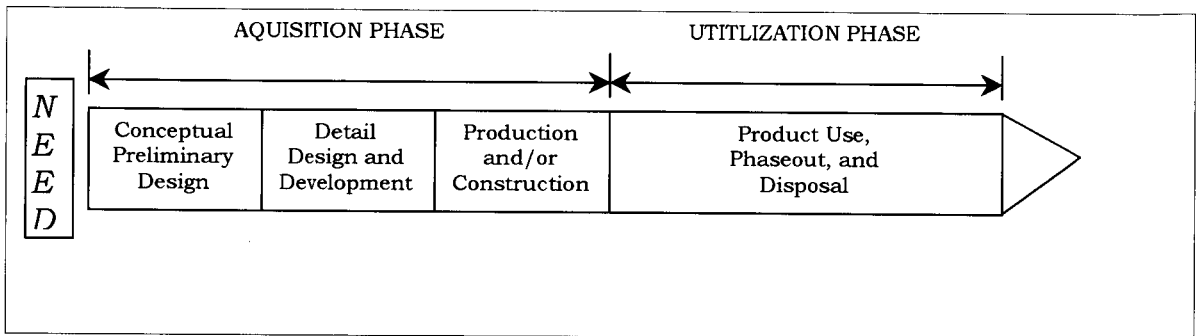 AQUISITION PHASE
UTITLIZATION PHASE
N
E
E
D
Conceptual
Preliminary
Design
Detail
Design and
Development
Production
and/or
Construction
Product Use,
Phaseout, and
Disposal